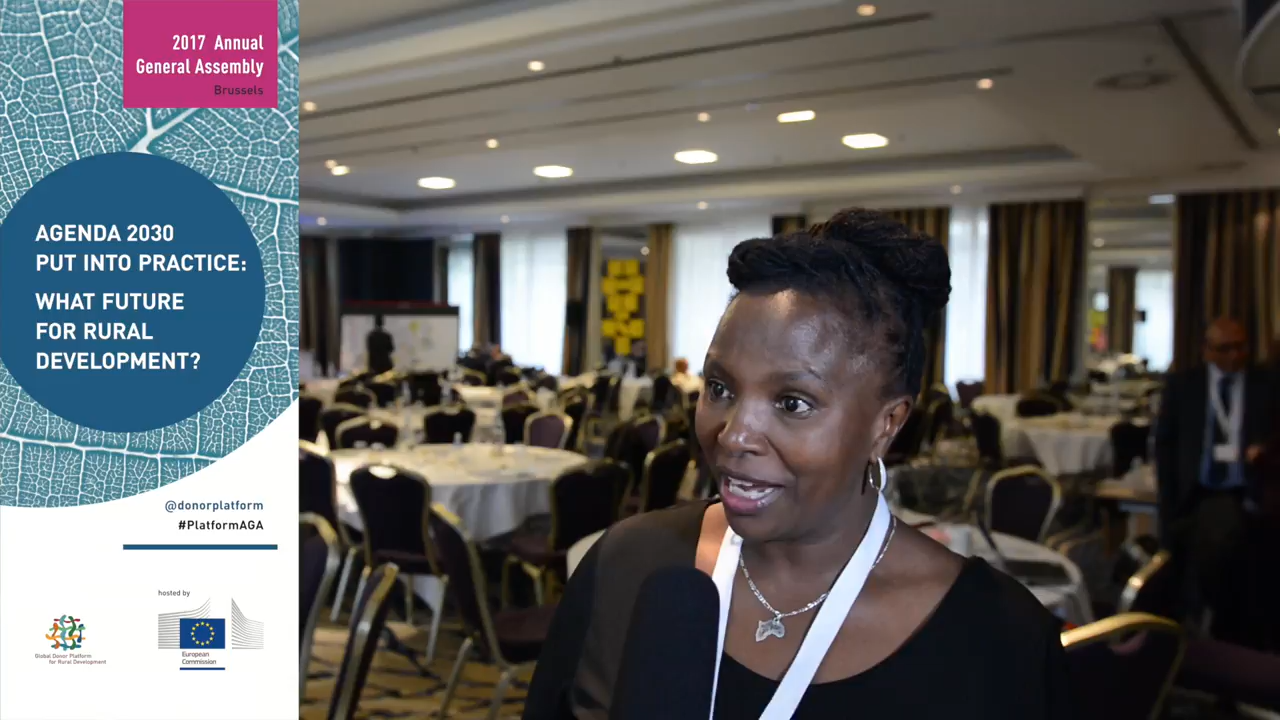 2017 Annual
General Assembly
Brussels
AGENDA 2030
PUT INTO PRACTICE:
WHAT FUTURE
FOR RURAL
DEVELOPMENT?
@donorplatform
#PlatformAGA
hosted by
Global Donor Platform
for Rural Development
European
Commission